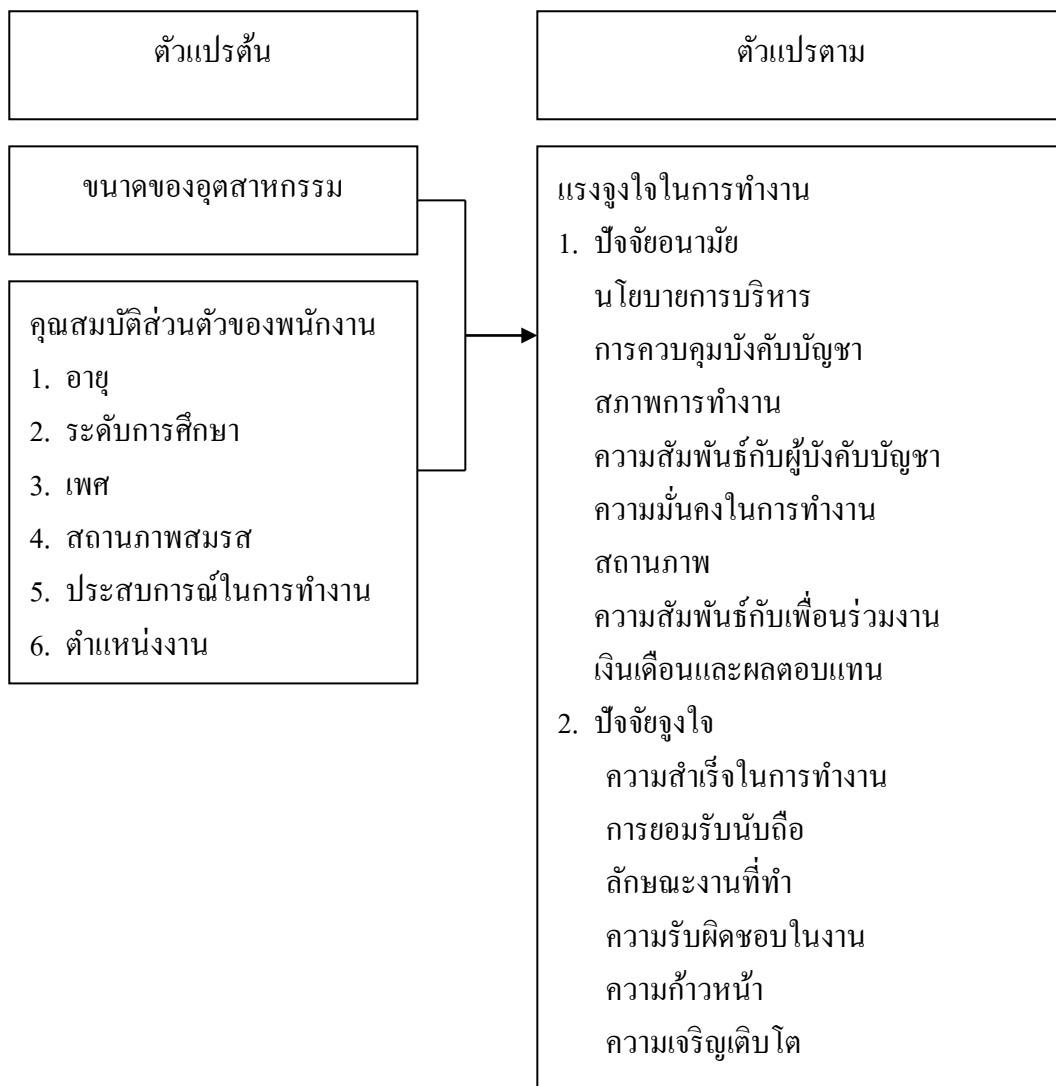 ตัวแปรต้น
ตัวแปรตาม
ขนาดของอุตสาหกรรม
คุณสมบัติส่วนตัวของพนักงาน
1. อายุ
2. ระดับการศึกษา
3. เพศ
4. สถานภาพสมรส
5. ประสบการณ์ในการทำงาน
6. ตำแหน่งงาน
แรงจูงใจในการทำงาน
1. ปัจจัยอนามัย
นโยบายการบริหาร
การควบคุมบังคับบัญชา
สภาพการทำงาน
ความสัมพันธ์กับผู้บังคับบัญชา
ความมั่นคงในการทำงาน
สถานภาพ
ความสัมพันธ์กับเพื่อนร่วมงาน
เงินเดือนและผลตอบแทน
2. ปัจจัยจูงใจ
ความสำเร็จในการทำงาน
การยอมรับนับถือ
ลักษณะงานที่ทำ
ความรับผิดชอบในงาน
ความก้าวหน้า
ความเจริญเติบโต